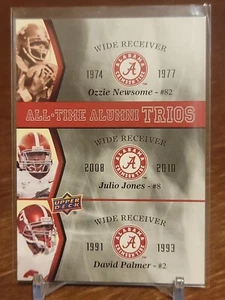 WIDE RECEIVER
1974 1977
Ozzie Newsome - #82
ALL-TIME ALUMNI TRIOS
WIDE RECEIVER
2008 2010
Julio Jones - #8
UPPER DECK
WIDE RECEIVER
1991 1993
David Palmer - #2